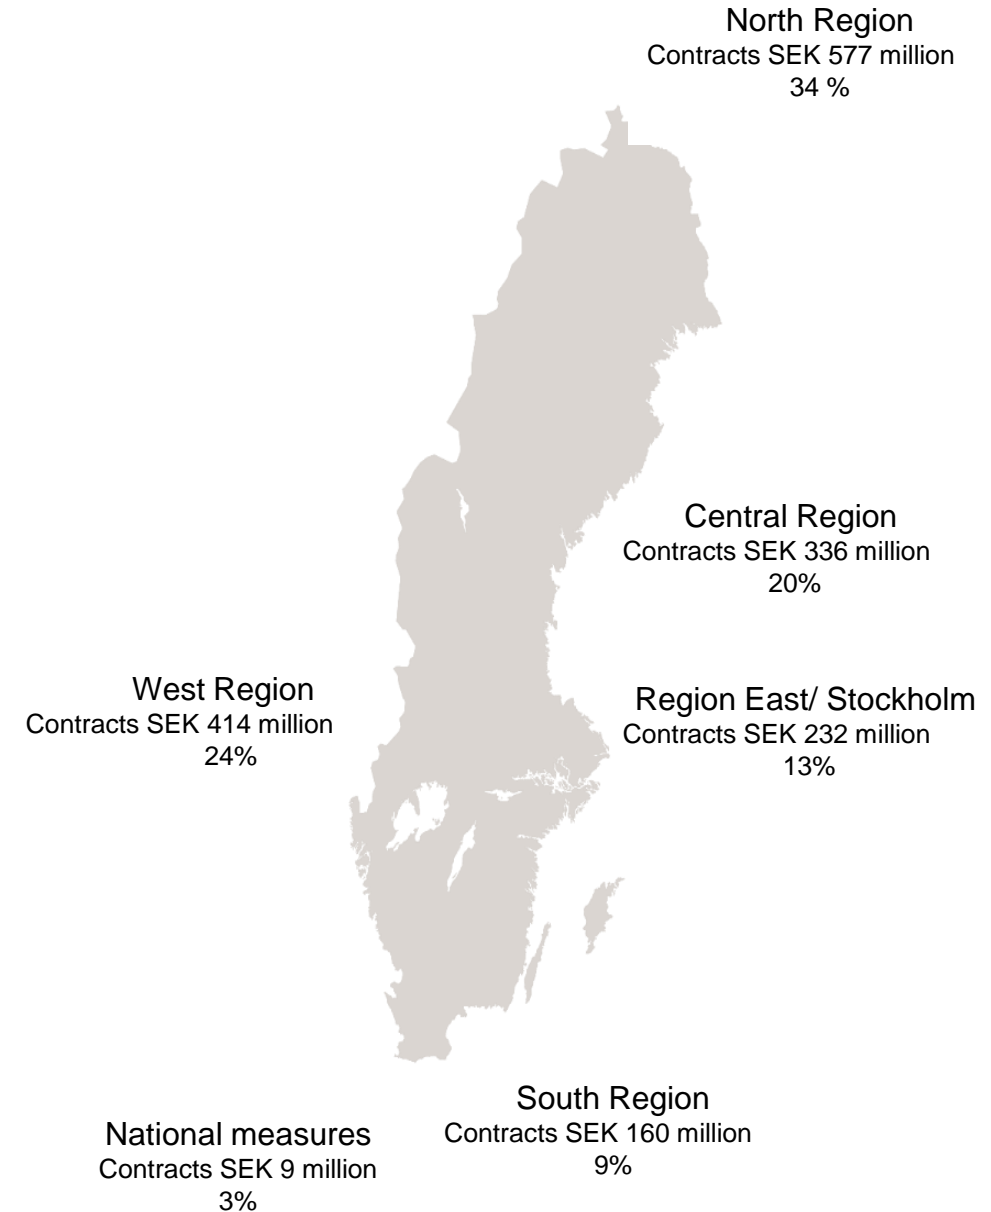 North Region
Contracts SEK 577 million
34 %
Central Region
Contracts SEK 336 million
20%
West Region
Contracts SEK 414 million
24%
Region East/ Stockholm
Contracts SEK 232 million
13%
South Region
Contracts SEK 160 million
9%
National measures
Contracts SEK 9 million
3%